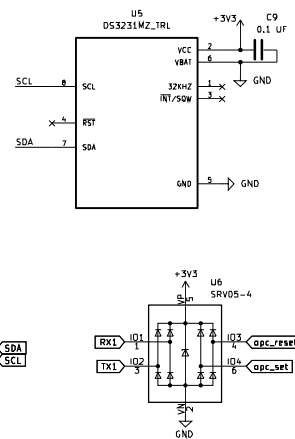 U5
DS3231MZ_TRL
+3V3
C9
0.1 UF
VCC 2
VBAT 6
GND
SCL 8 SCL
32KHZ 1
INT/SQW 3
4 RST
SDA 7 SDA
GND 5 GND
+3V3
U6
SRV05-4
VP 5
RX1 IO1 1
IO3 4 apc_reset
TX1 IO2 3
IO4 6 apc_set
SDA
SCL
VN 2
GND